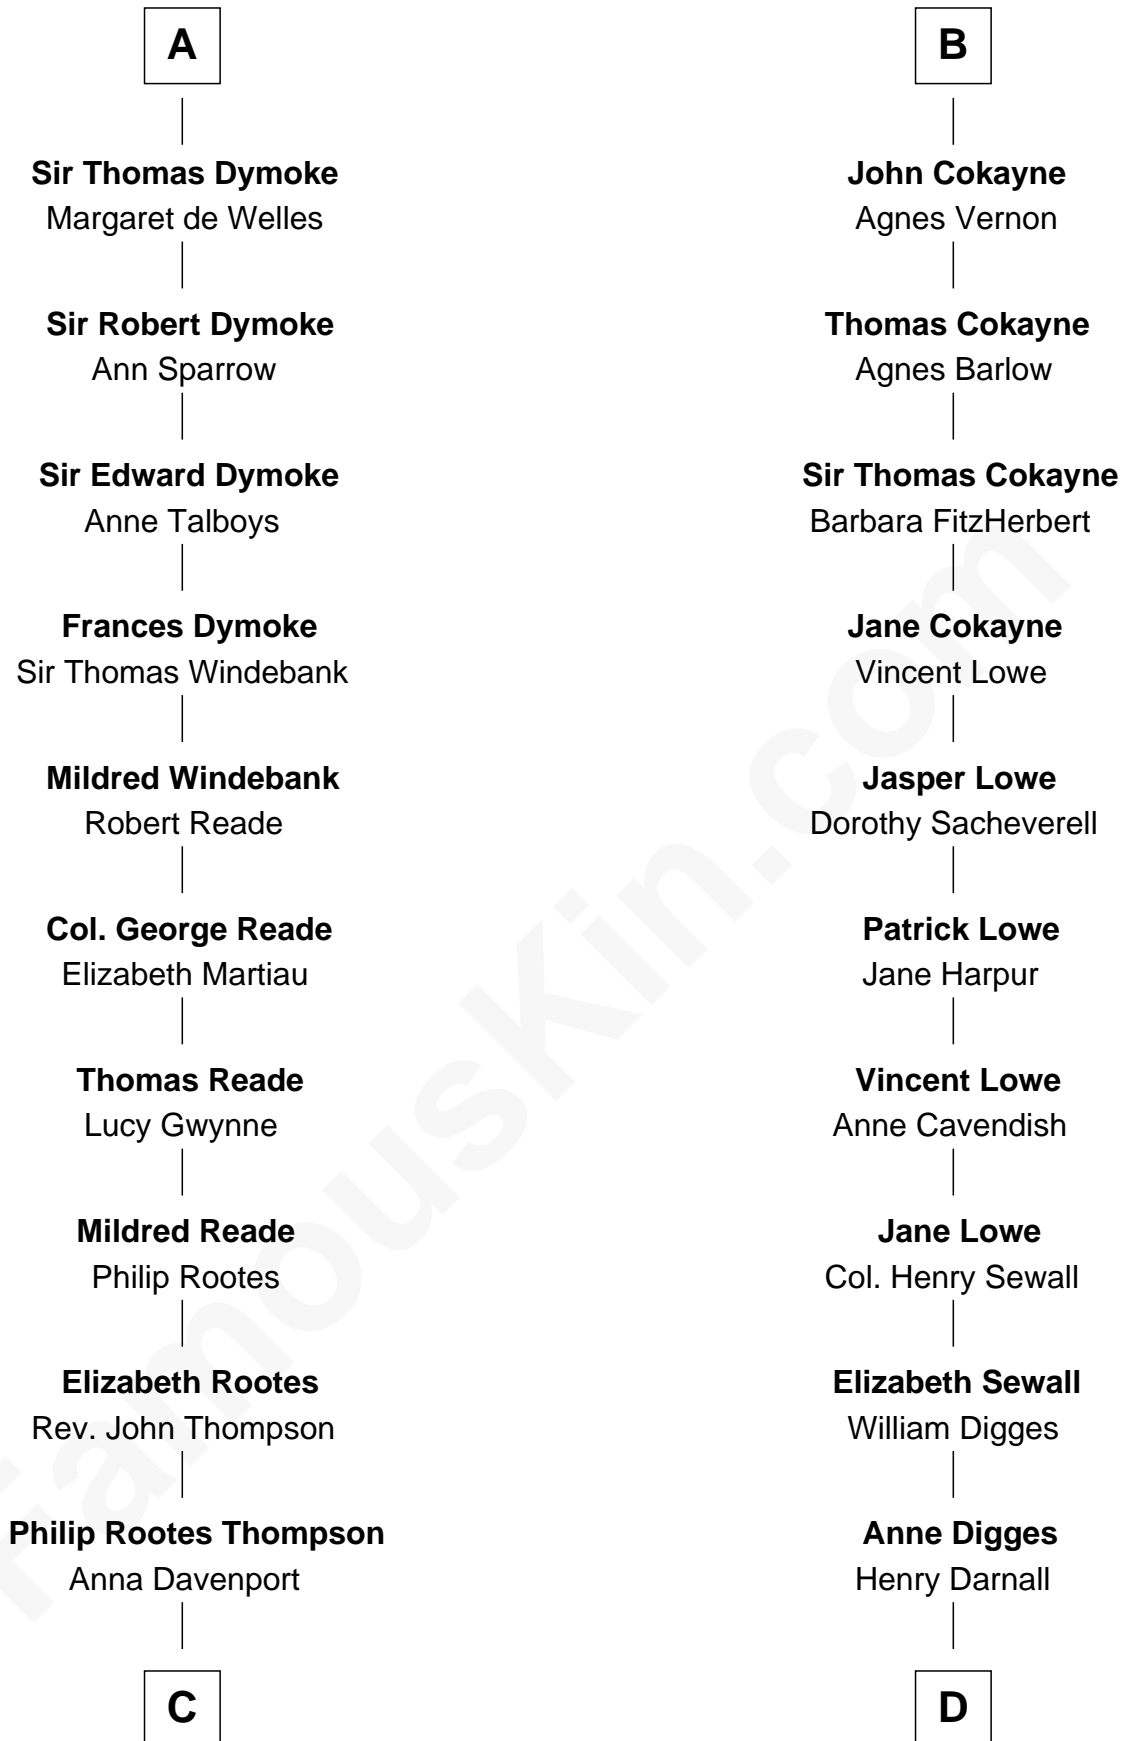 A
Sir Thomas Dymoke
Margaret de Welles
Sir Robert Dymoke
Ann Sparrow
Sir Edward Dymoke
Anne Talboys
Frances Dymoke
Sir Thomas Windebank
Mildred Windebank
Robert Reade
Col. George Reade
Elizabeth Martiau
Thomas Reade
Lucy Gwynne
Mildred Reade
Philip Rootes
Elizabeth Rootes
Rev. John Thompson
Philip Rootes Thompson
Anna Davenport
C
B
John Cokayne
Agnes Vernon
Thomas Cokayne
Agnes Barlow
Sir Thomas Cokayne
Barbara FitzHerbert
Jane Cokayne
Vincent Lowe
Jasper Lowe
Dorothy Sacheverell
Patrick Lowe
Jane Harpur
Vincent Lowe
Anne Cavendish
Jane Lowe
Col. Henry Sewall
Elizabeth Sewall
William Digges
Anne Digges
Henry Darnall
D
FamousKin.com